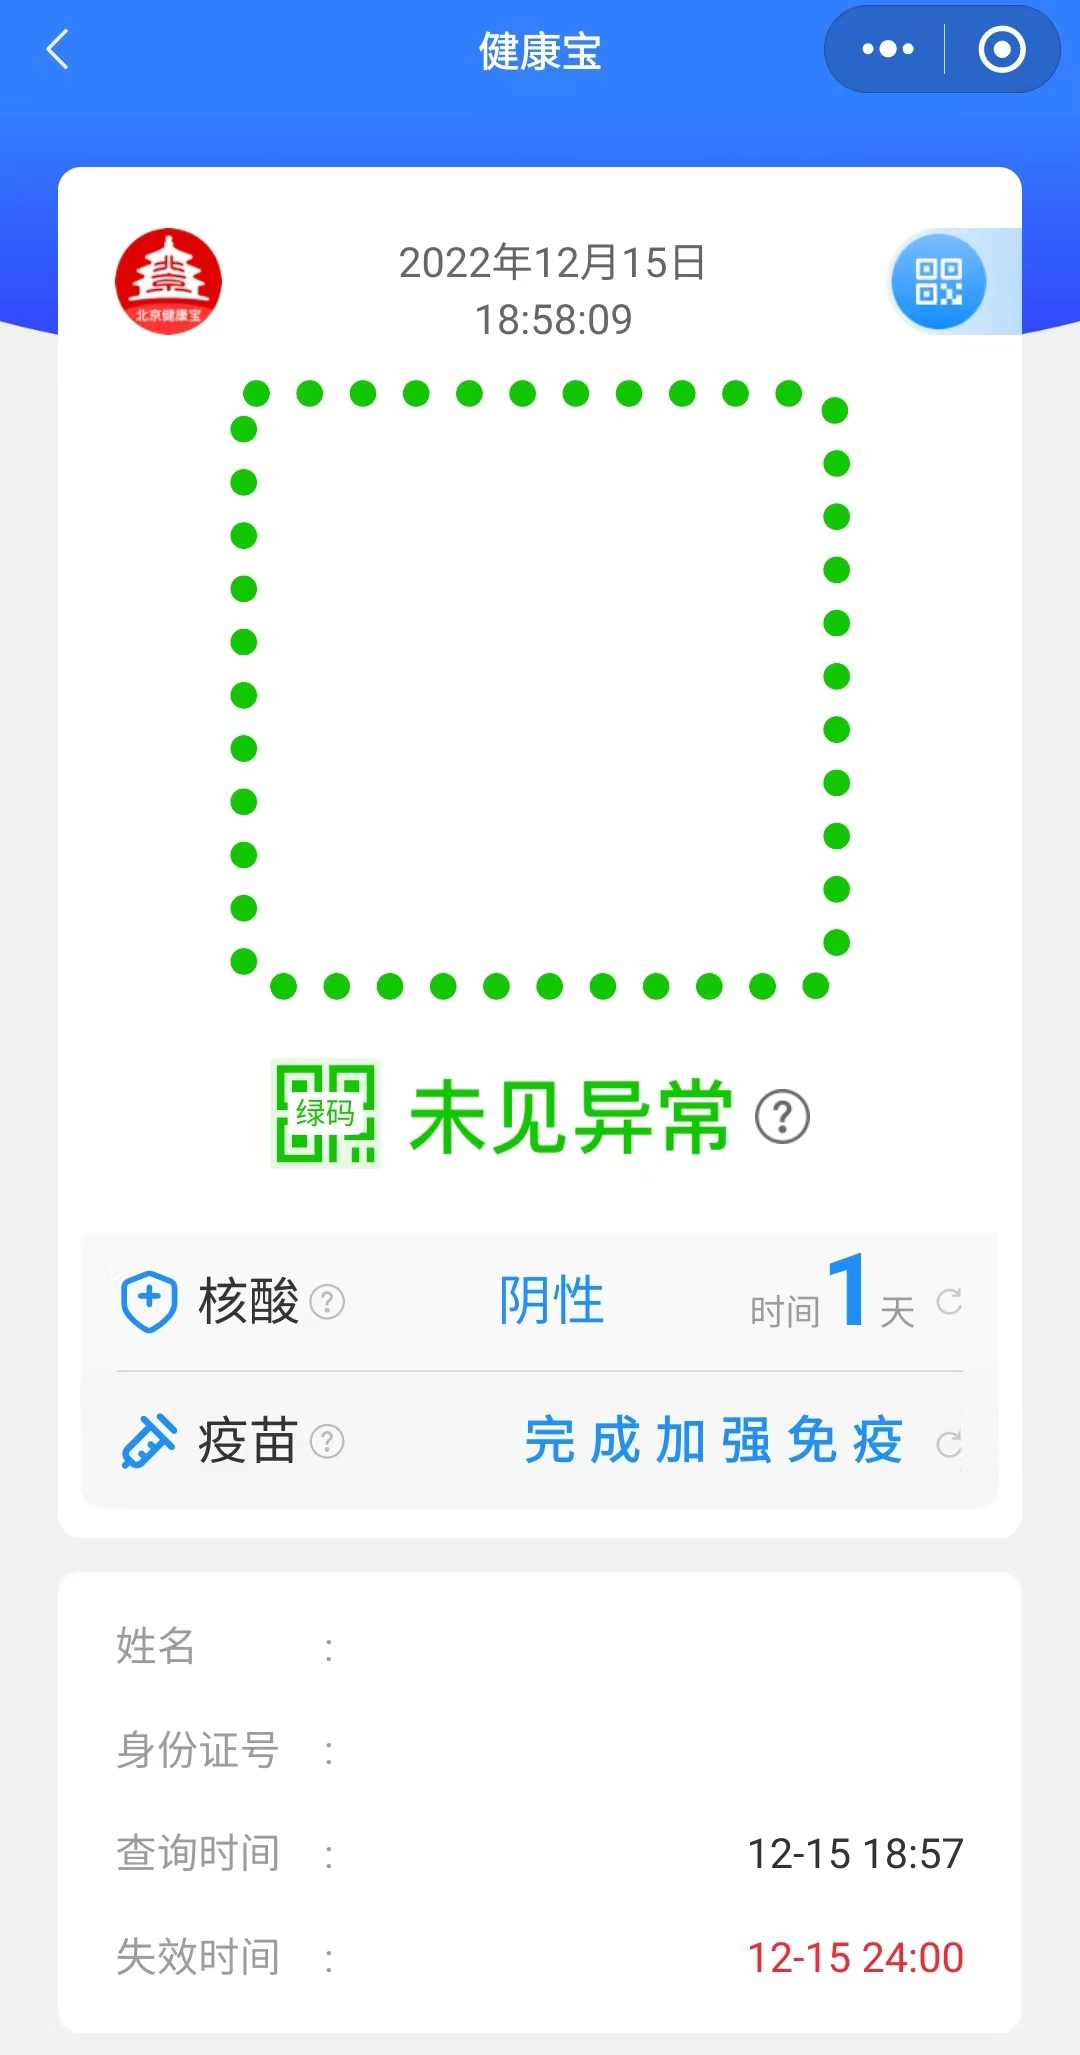 健康宝
2022年12月15日
18:58:09
北京健康宝
绿码
未见异常 ?
核酸 ? 阴性 时间 1 天
疫苗 ? 完成加强免疫
姓名 :
身份证号 :
查询时间 : 12-15 18:57
失效时间 : 12-15 24:00